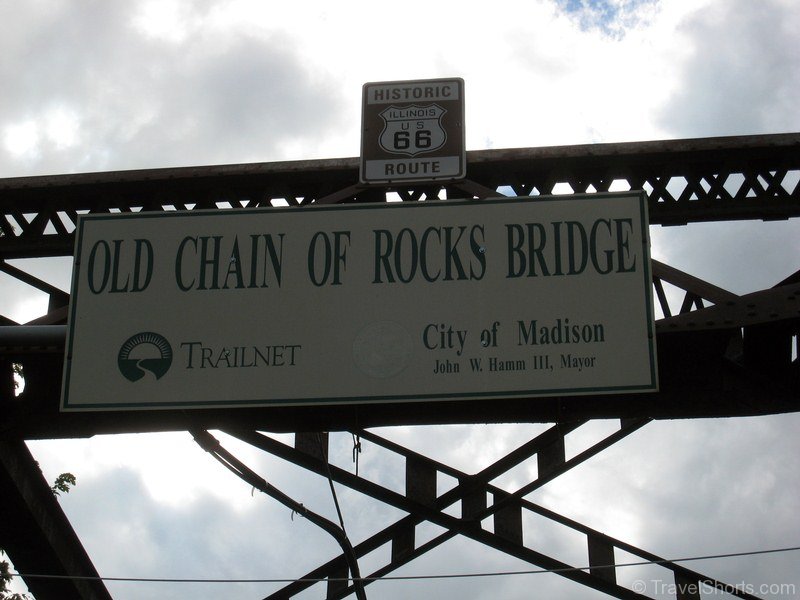 HISTORIC
ILLINOIS
US
66
ROUTE
OLD CHAIN OF ROCKS BRIDGE
TRAILNET
City of Madison
John W. Hamm III, Mayor
© TravelShorts.com